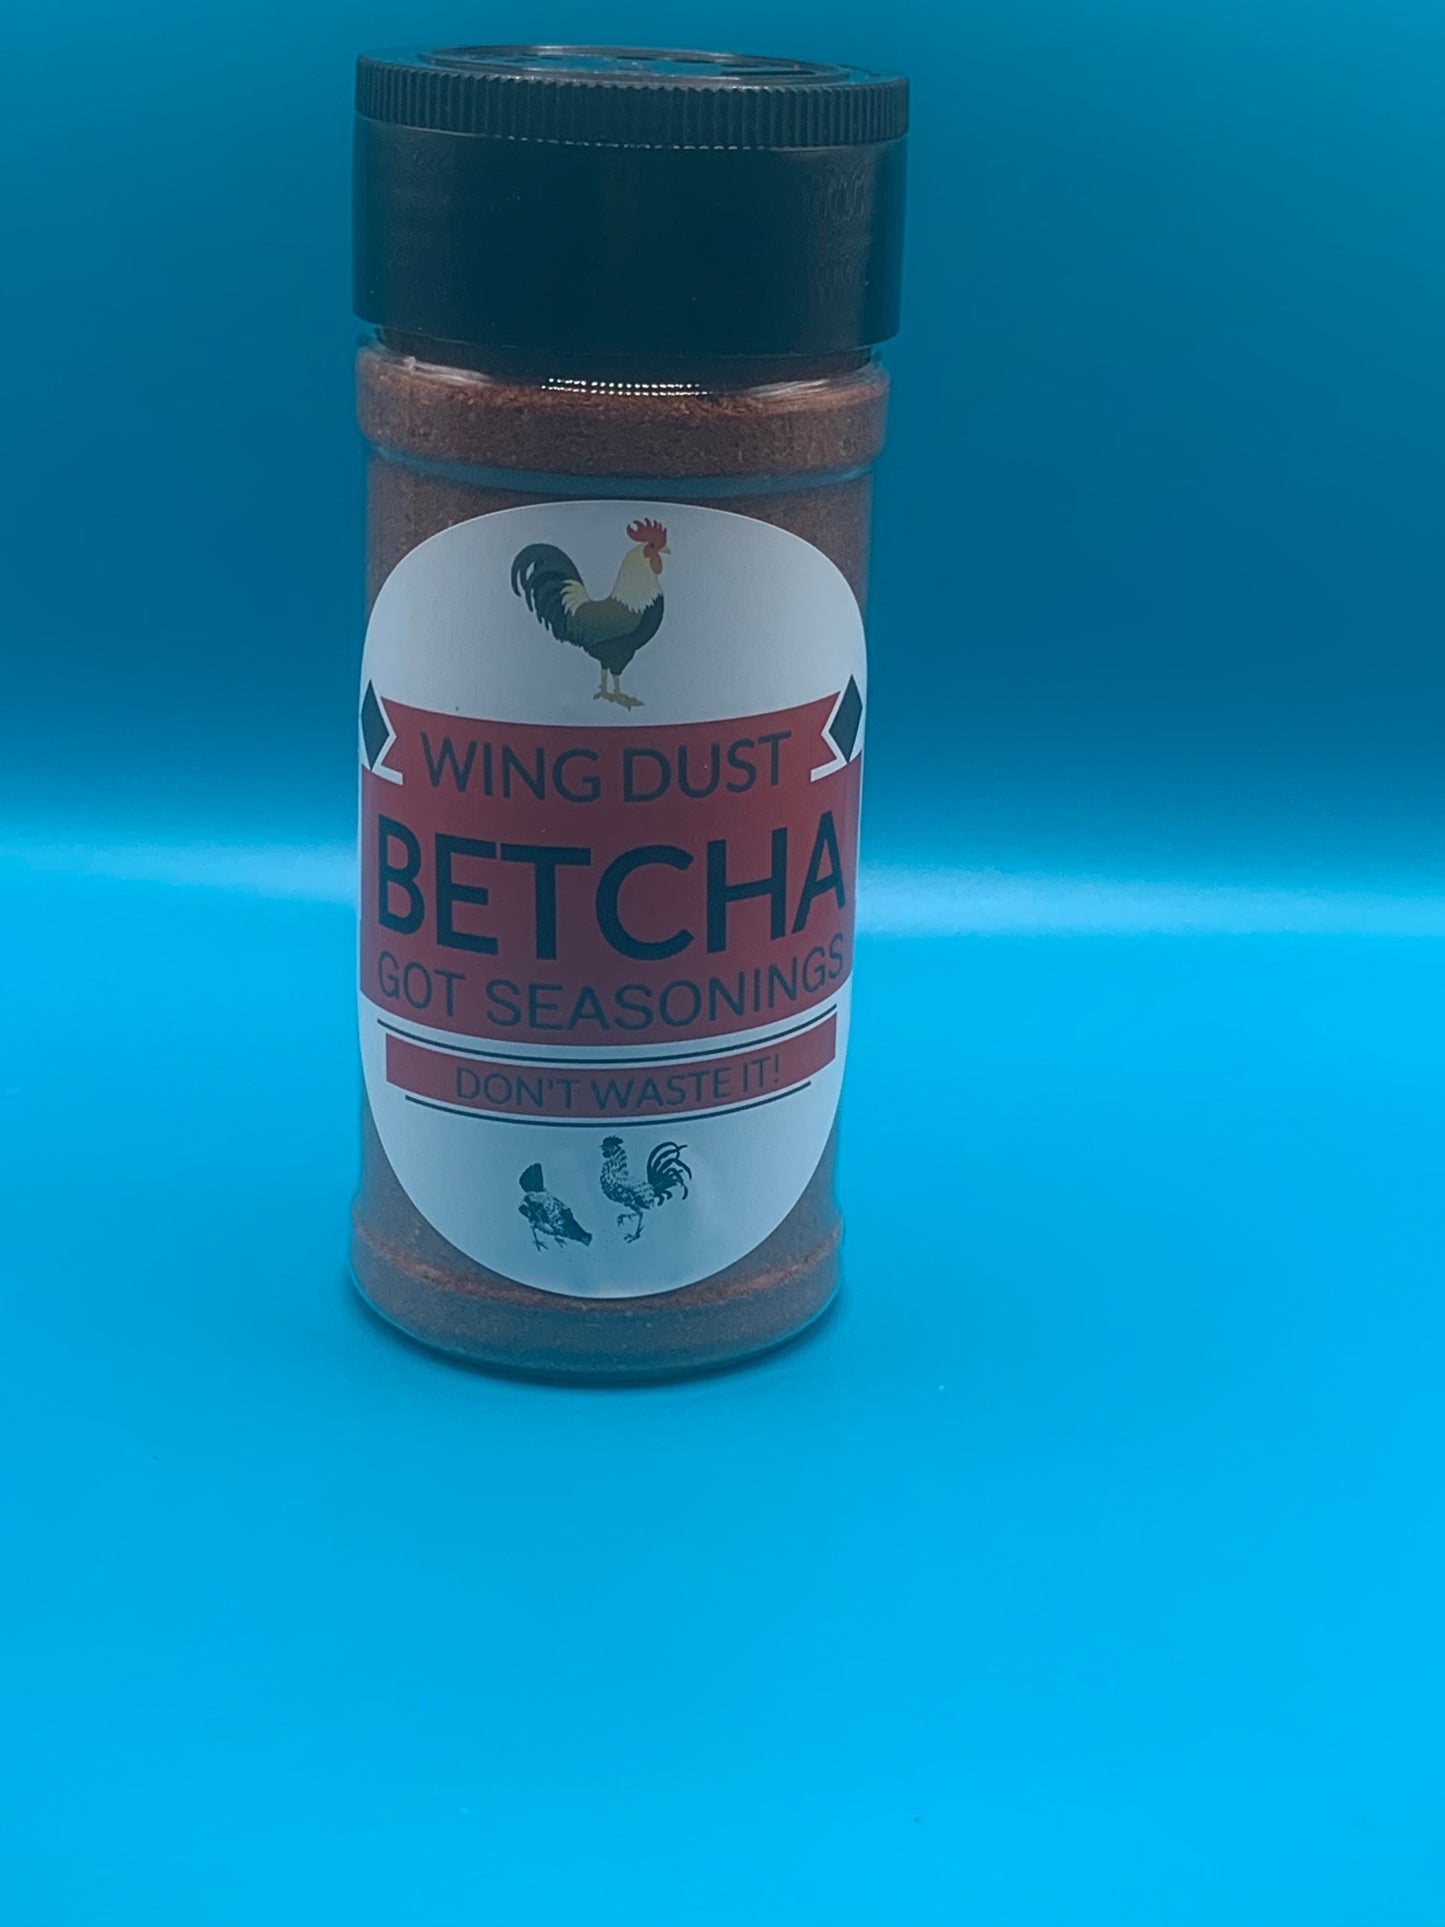 WING DUST
BETCHA
GOT SEASONINGS
DON'T WASTE IT!